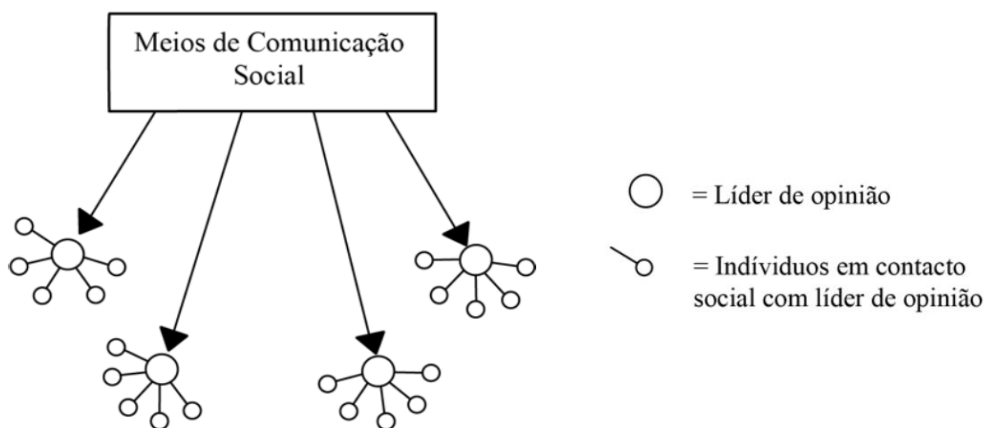 Meios de Comunicação
Social
= Líder de opinião
= Indíviduos em contacto
social com líder de opinião